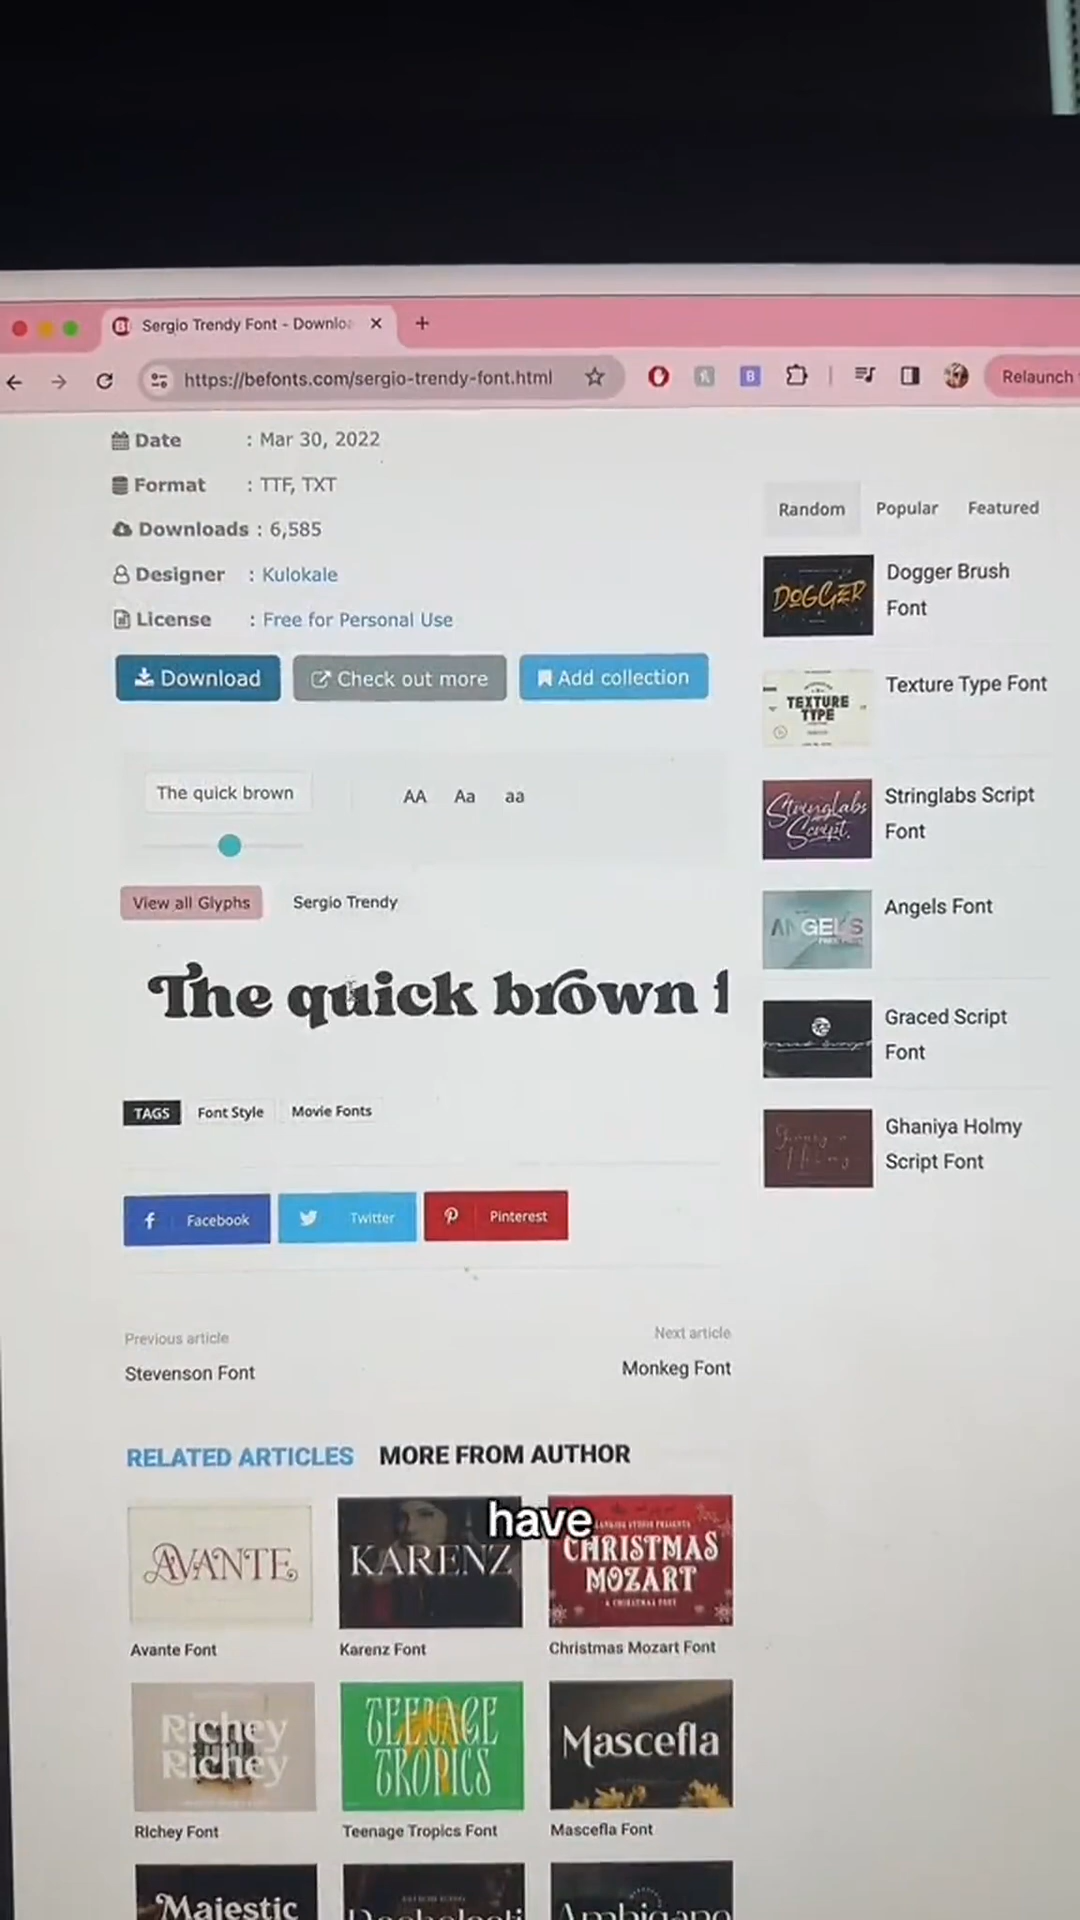 Sergio Trendy Font - Downlo
https://befonts.com/sergio-trendy-font.html
Relaunch
Date : Mar 30, 2022
Format : TTF, TXT
Downloads : 6,585
Designer : Kulokale
License : Free for Personal Use
Download
Check out more
Add collection
The quick brown
AA Aa aa
View all Glyphs
Sergio Trendy
The quick brown f
TAGS
Font Style
Movie Fonts
Facebook
Twitter
Pinterest
Previous article
Stevenson Font
Next article
Monkeg Font
Random
Popular
Featured
DOGGER
Dogger Brush
Font
TEXTURE
TYPE
Texture Type Font
Stringlabs
Script.
Stringlabs Script
Font
ANGELS
Angels Font
Graced Script
Font
Ghaniya Holmy
Script Font
RELATED ARTICLES
MORE FROM AUTHOR
have
AVANTE
Avante Font
KARENZ
Karenz Font
CHRISTMAS
MOZART
A CHRISTMAS FONT
Christmas Mozart Font
Richey
Richey
Richey Font
TEENAGE
TROPICS
Teenage Tropics Font
Mascefla
Mascefla Font
Majestic